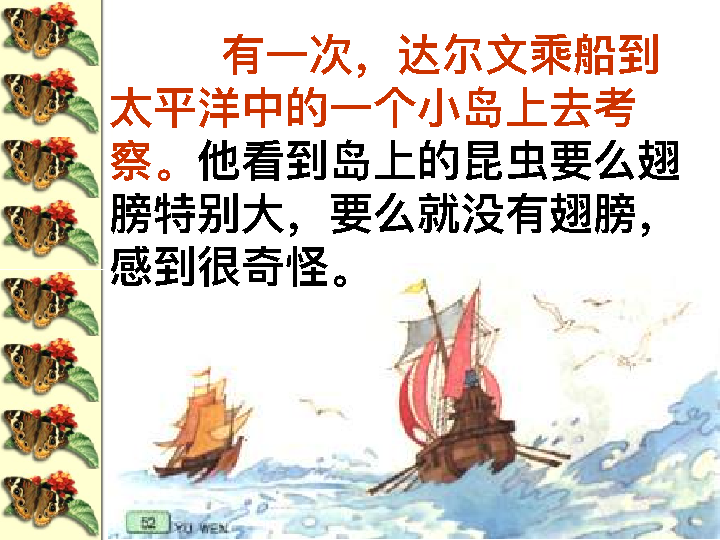 有一次，达尔文乘船到
太平洋中的一个小岛上去考
察。他看到岛上的昆虫要么翅
膀特别大，要么就没有翅膀，
感到很奇怪。
52 YU WEN